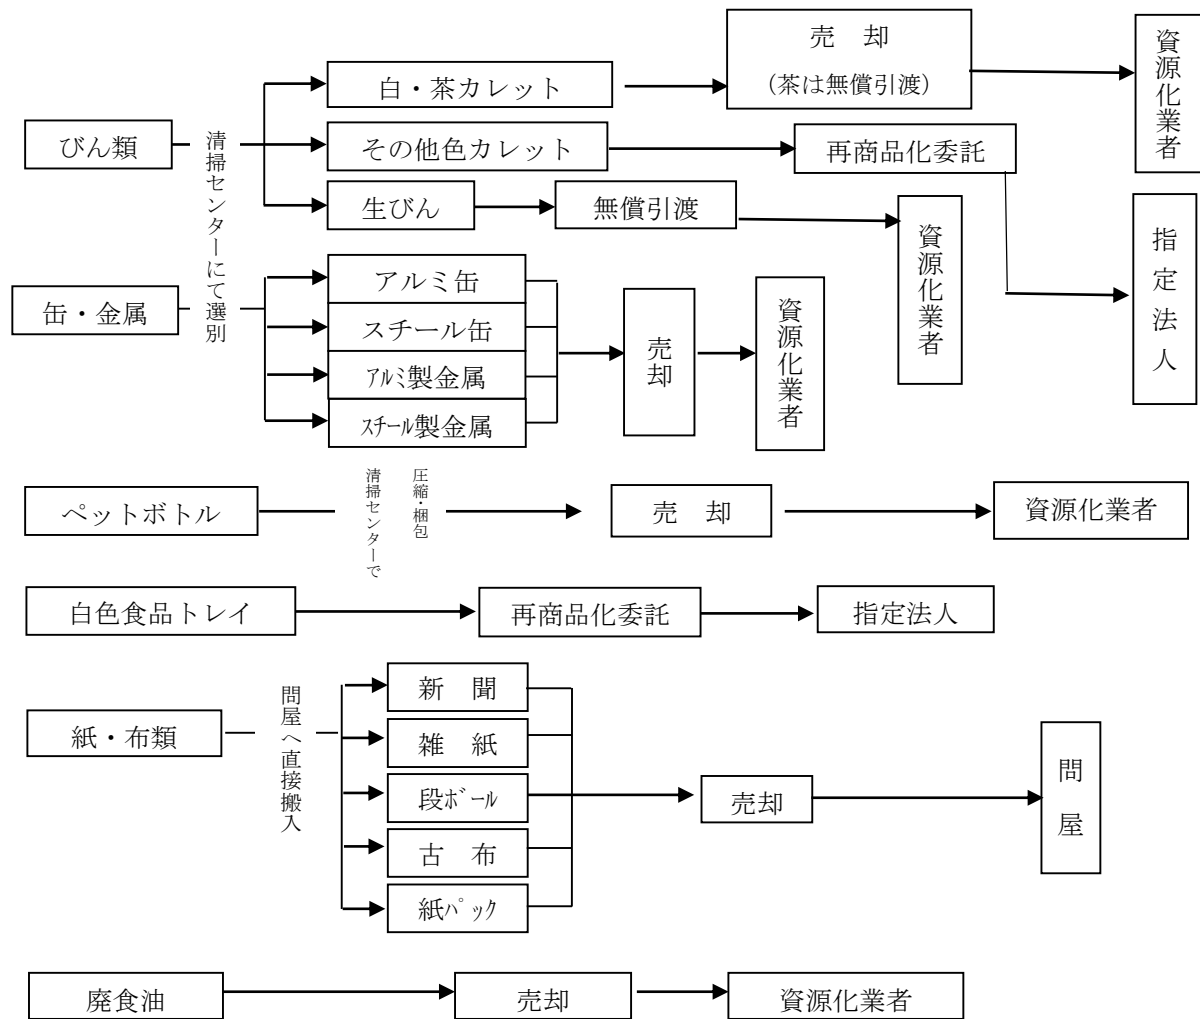 売　却
(茶は無償引渡)
資源化業者
白・茶カレット
びん類
清掃センターにて選別
その他色カレット
再商品化委託
生びん
無償引渡
資源化業者
指定法人
缶・金属
アルミ缶
スチール缶
ｱﾙﾐ製金属
ｽﾁｰﾙ製金属
売却
資源化業者
ペットボトル
清掃センターで
圧縮・梱包
売　却
資源化業者
白色食品トレイ
再商品化委託
指定法人
紙・布類
問屋へ直接搬入
新　聞
雑　紙
段ﾎﾞｰﾙ
古　布
紙ﾊﾟｯｸ
売却
問屋
廃食油
売却
資源化業者